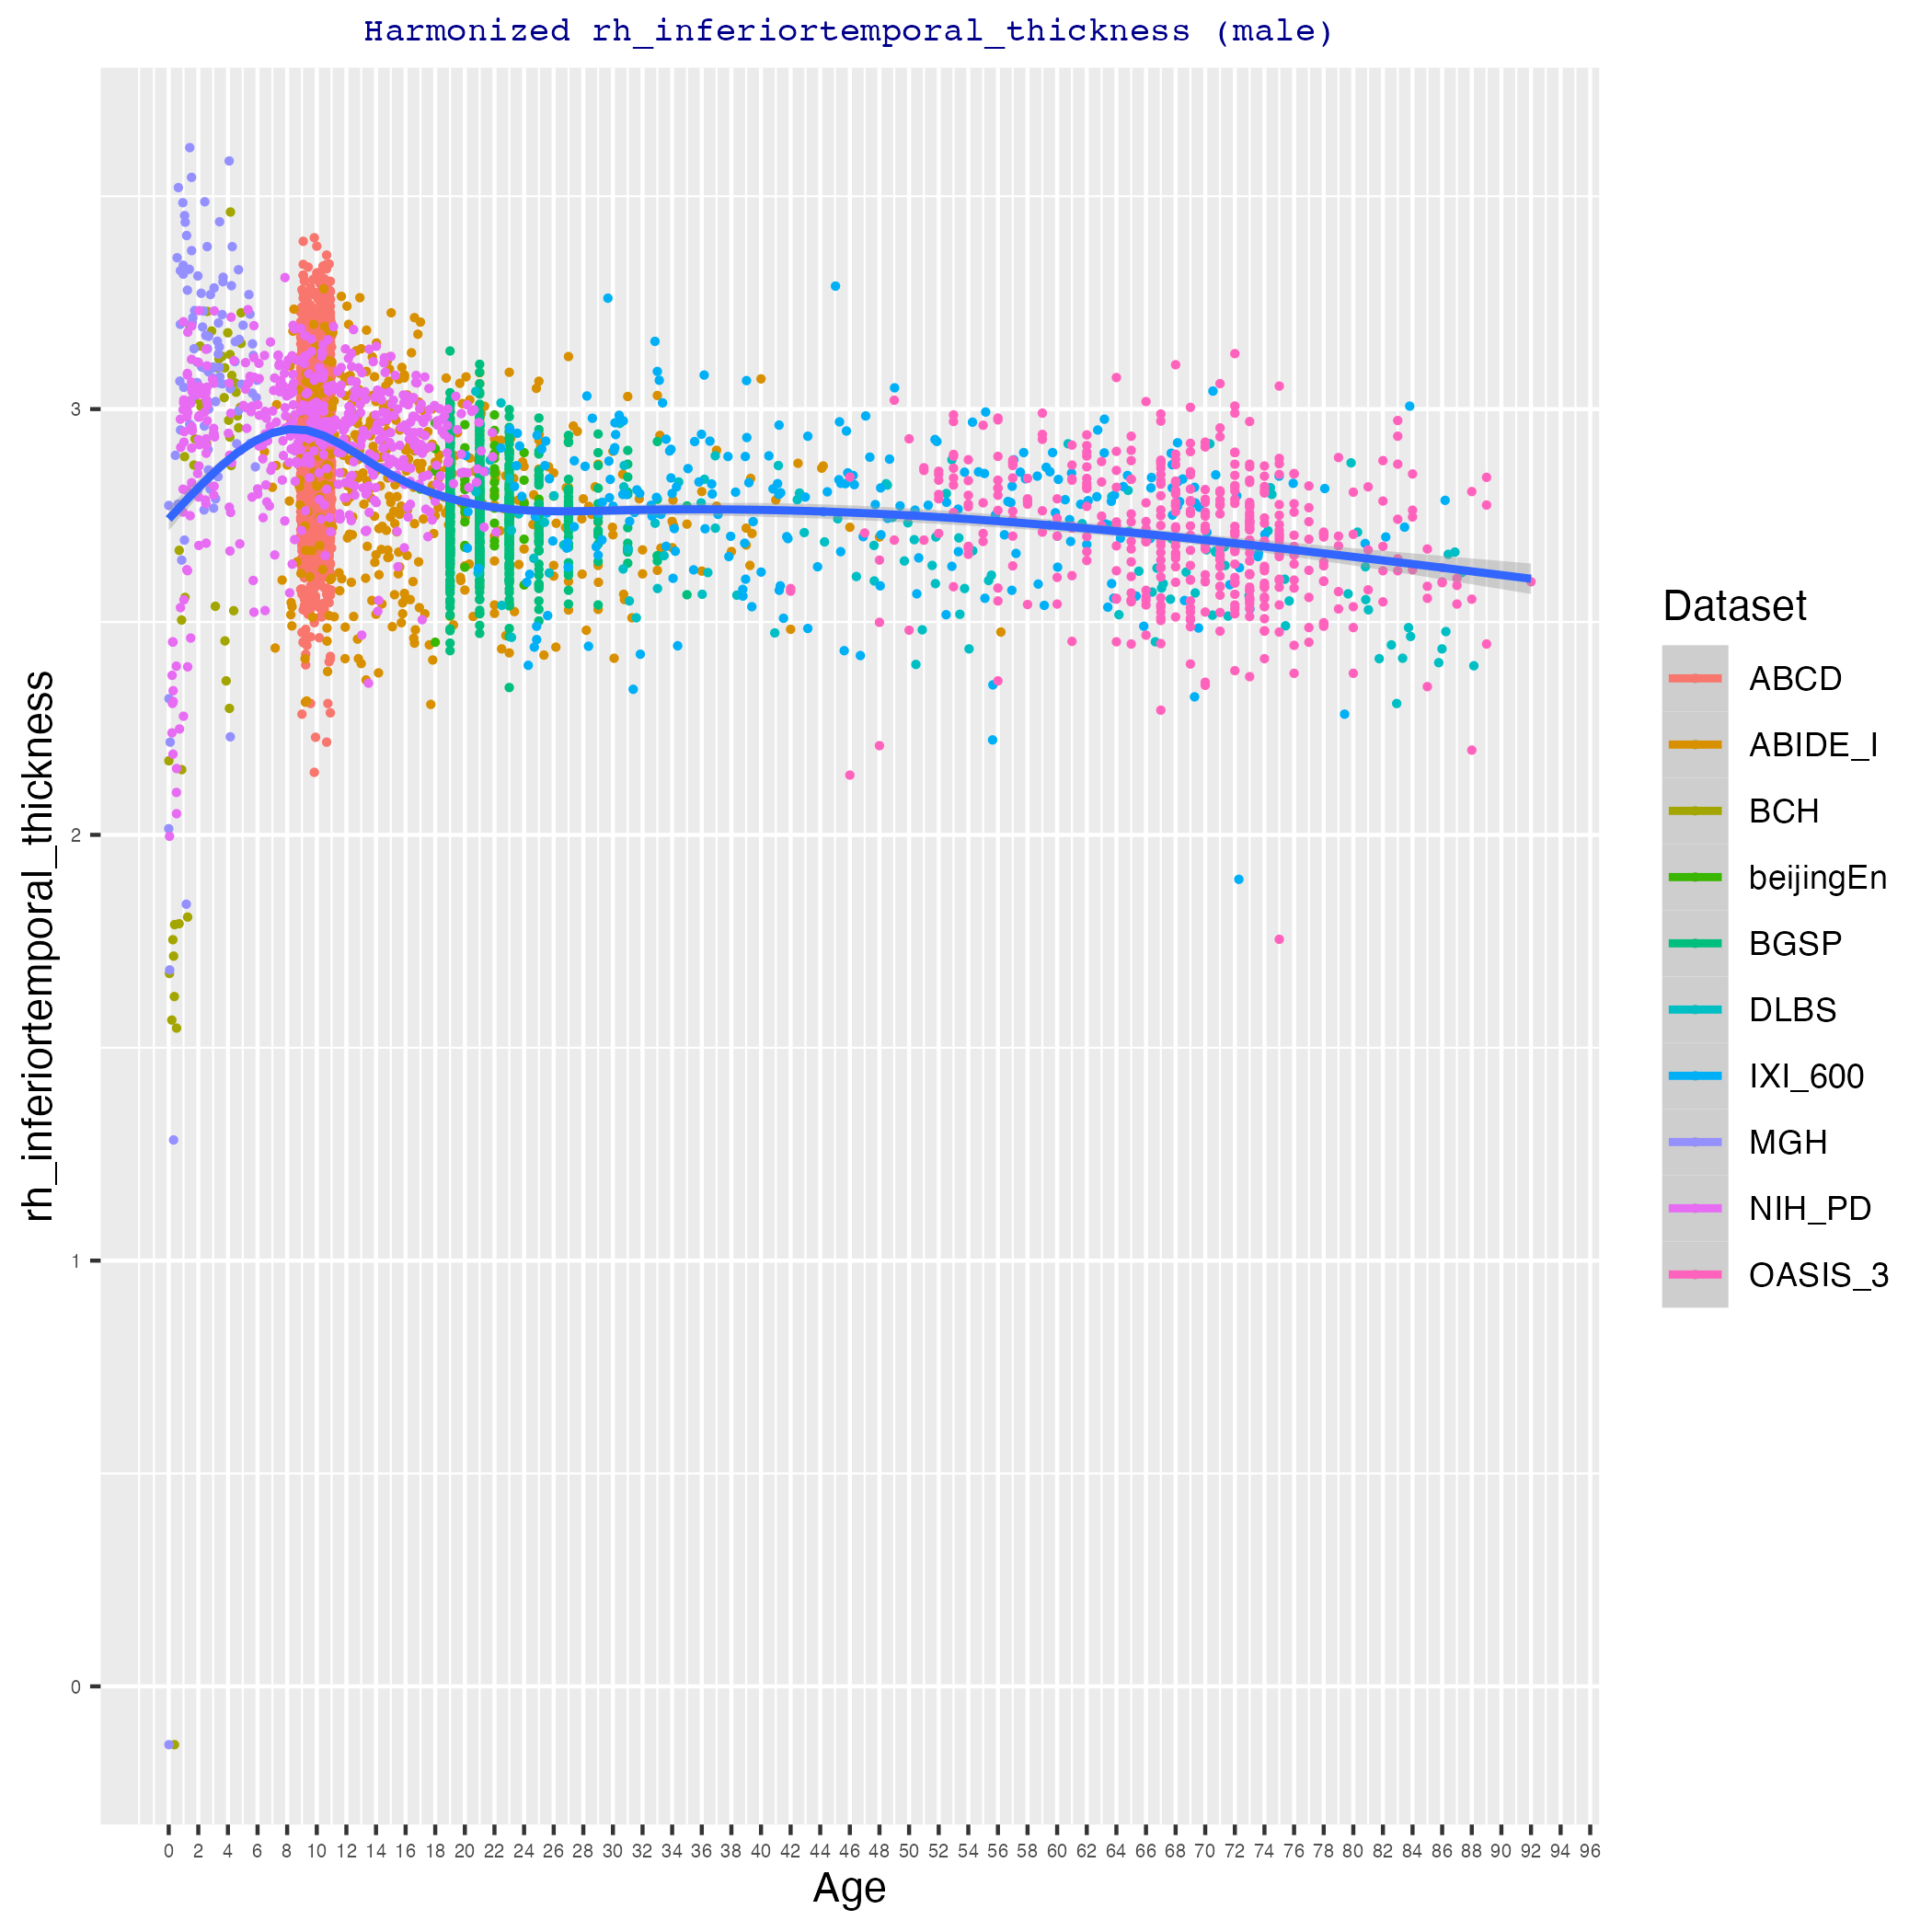 Harmonized rh_inferiortemporal_thickness (male)
rh_inferiortemporal_thickness
3
2
1
0
0 2 4 6 8 10 12 14 16 18 20 22 24 26 28 30 32 34 36 38 40 42 44 46 48 50 52 54 56 58 60 62 64 66 68 70 72 74 76 78 80 82 84 86 88 90 92 94 96
Age
Dataset
ABCD
ABIDE_I
BCH
beijingEn
BGSP
DLBS
IXI_600
MGH
NIH_PD
OASIS_3